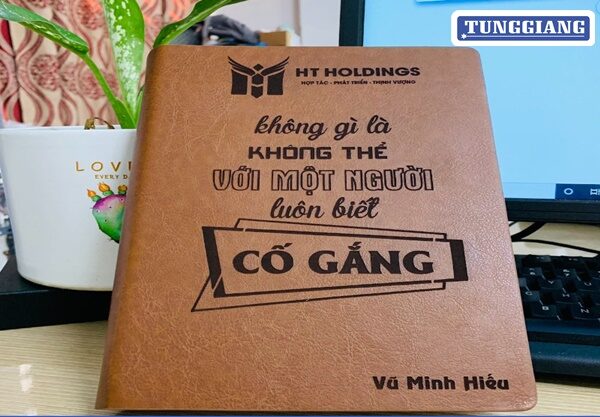 TUNGGIANG
HT HOLDINGS
HỢP TÁC - PHÁT TRIỂN - THỊNH VƯỢNG
không gì là
KHÔNG THỂ
VỚI MỘT NGƯỜI
luôn biết
CỐ GẮNG
Vũ Minh Hiếu
EVERY